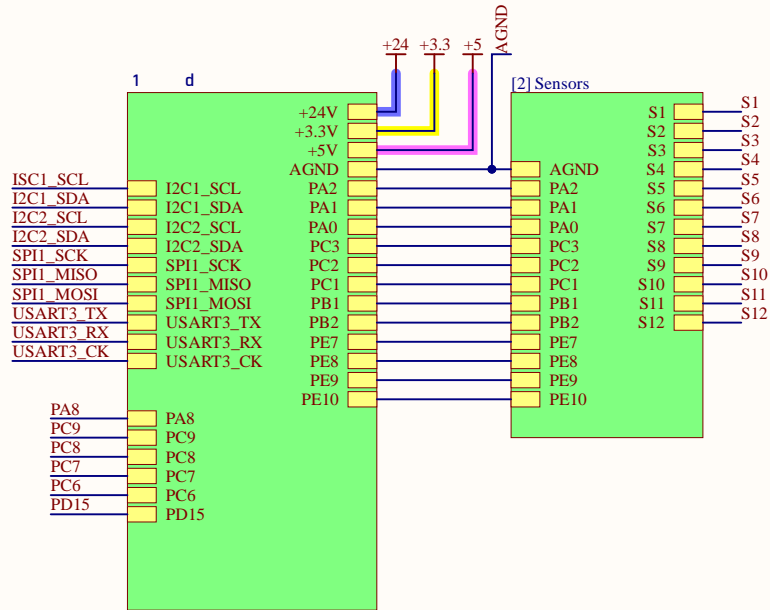 +24 +3.3 +5 AGND
1 d [2] Sensors
+24V S1 S1
+3.3V S2 S2
+5V S3 S3
AGND AGND S4 S4
ISC1_SCL I2C1_SCL PA2 PA2 S5 S5
I2C1_SDA I2C1_SDA PA1 PA1 S6 S6
I2C2_SCL I2C2_SCL PA0 PA0 S7 S7
I2C2_SDA I2C2_SDA PC3 PC3 S8 S8
SPI1_SCK SPI1_SCK PC2 PC2 S9 S9
SPI1_MISO SPI1_MISO PC1 PC1 S10 S10
SPI1_MOSI SPI1_MOSI PB1 PB1 S11 S11
USART3_TX USART3_TX PB2 PB2 S12 S12
USART3_RX USART3_RX PE7 PE7
USART3_CK USART3_CK PE8 PE8
PE9 PE9
PE10 PE10
PA8 PA8
PC9 PC9
PC8 PC8
PC7 PC7
PC6 PC6
PD15 PD15